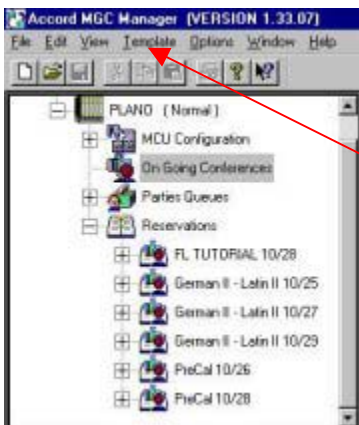 Accord MGC Manager (VERSION 1.33.07)
File Edit View Template Options Window Help
PLANO (Normal)
MCU Configuration
On Going Conferences
Parties Queues
Reservations
FL TUTORIAL 10/28
German II - Latin II 10/25
German II - Latin II 10/27
German II - Latin II 10/29
PreCal 10/26
PreCal 10/28